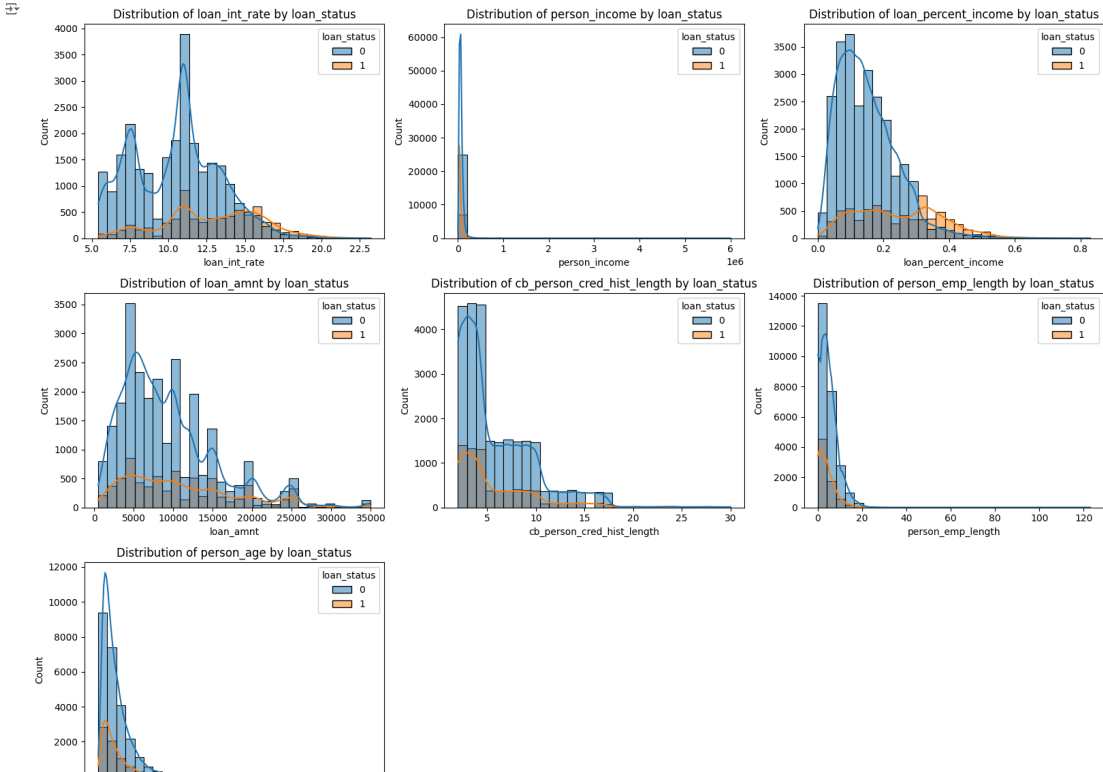 Distribution of loan_int_rate by loan_status
4000
3500
3000
2500
2000
1500
1000
500
0
Count
loan_status
0
1
5.0 7.5 10.0 12.5 15.0 17.5 20.0 22.5
loan_int_rate
Distribution of person_income by loan_status
60000
50000
40000
30000
20000
10000
0
Count
loan_status
0
1
0 1 2 3 4 5 6
1e6
person_income
Distribution of loan_percent_income by loan_status
3500
3000
2500
2000
1500
1000
500
0
Count
loan_status
0
1
0.0 0.2 0.4 0.6 0.8
loan_percent_income
Distribution of loan_amnt by loan_status
3500
3000
2500
2000
1500
1000
500
0
Count
loan_status
0
1
0 5000 10000 15000 20000 25000 30000 35000
loan_amnt
Distribution of cb_person_cred_hist_length by loan_status
4000
3000
2000
1000
0
Count
loan_status
0
1
5 10 15 20 25 30
cb_person_cred_hist_length
Distribution of person_emp_length by loan_status
14000
12000
10000
8000
6000
4000
2000
0
Count
loan_status
0
1
0 20 40 60 80 100 120
person_emp_length
Distribution of person_age by loan_status
12000
10000
8000
6000
4000
2000
Count
loan_status
0
1